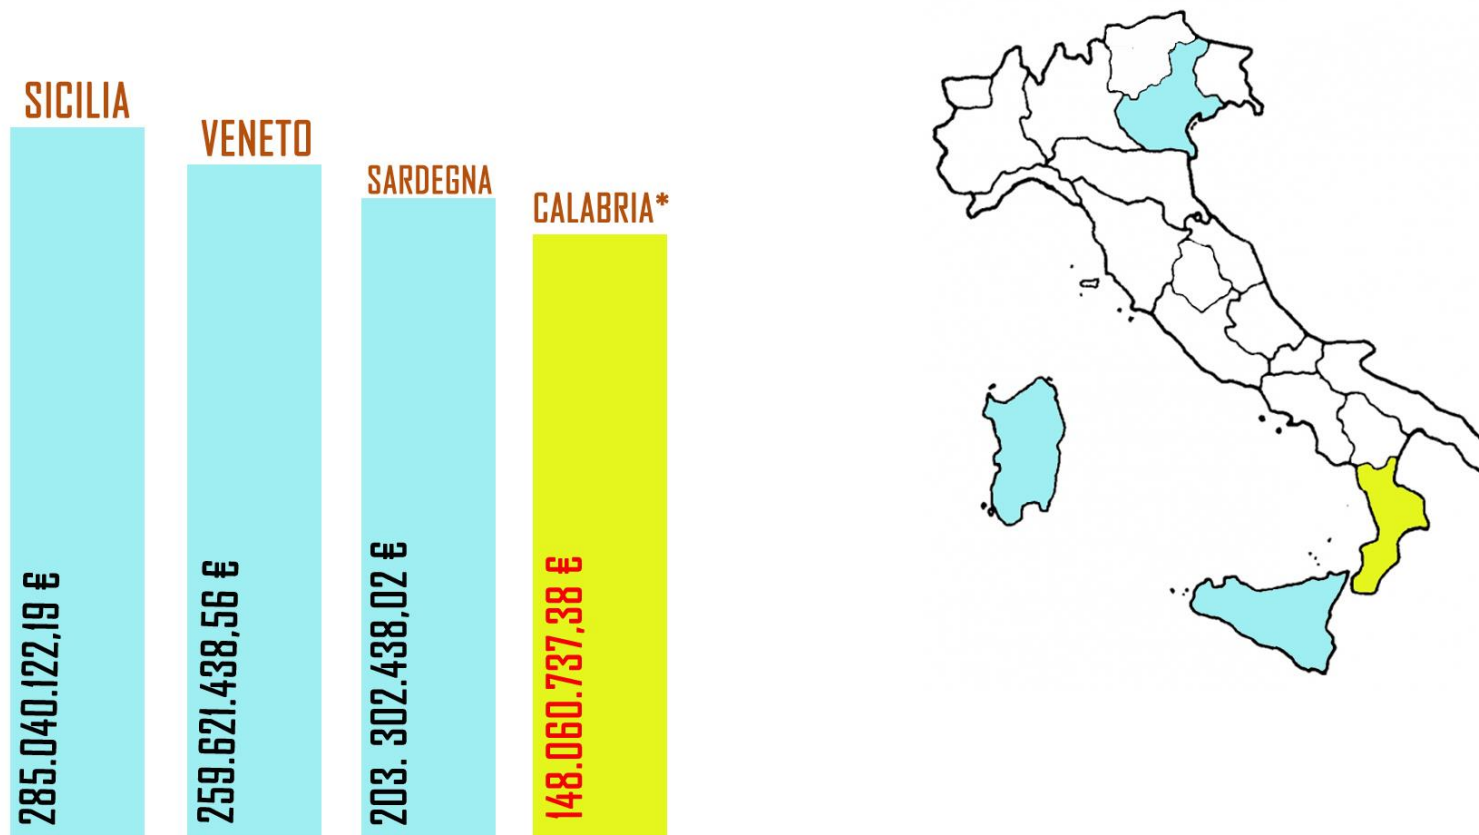 SICILIA
VENETO
SARDEGNA
CALABRIA*
285.040.122,19 €
259.621.438,56 €
203. 302.438,02 €
148.060.737,38 €